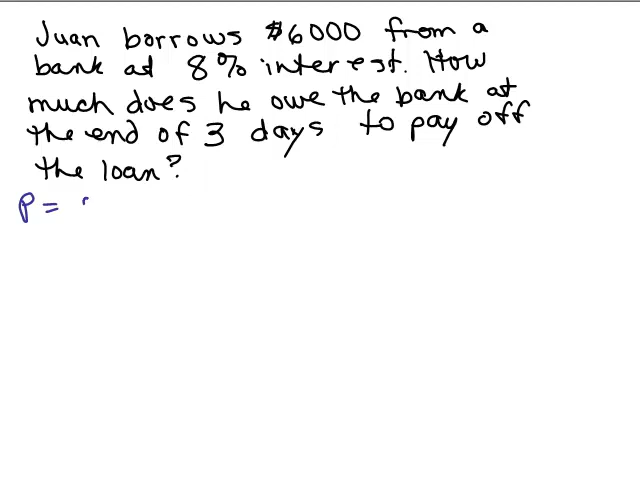 Juan borrows $6000 from a
bank at 8% interest. How
much does he owe the bank at
the end of 3 days to pay off
the loan?
P =